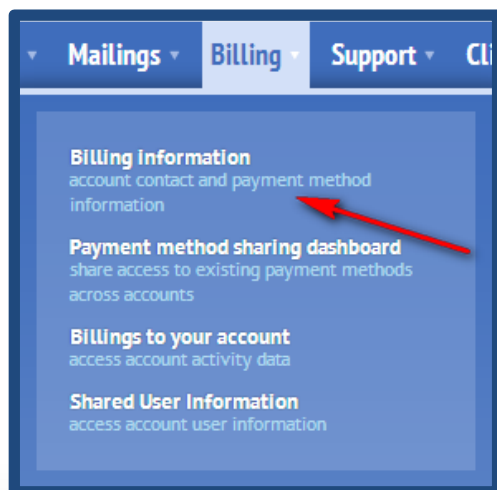 Mailings Billing Support Cli
Billing information
account contact and payment method
information
Payment method sharing dashboard
share access to existing payment methods
across accounts
Billings to your account
access account activity data
Shared User Information
access account user information